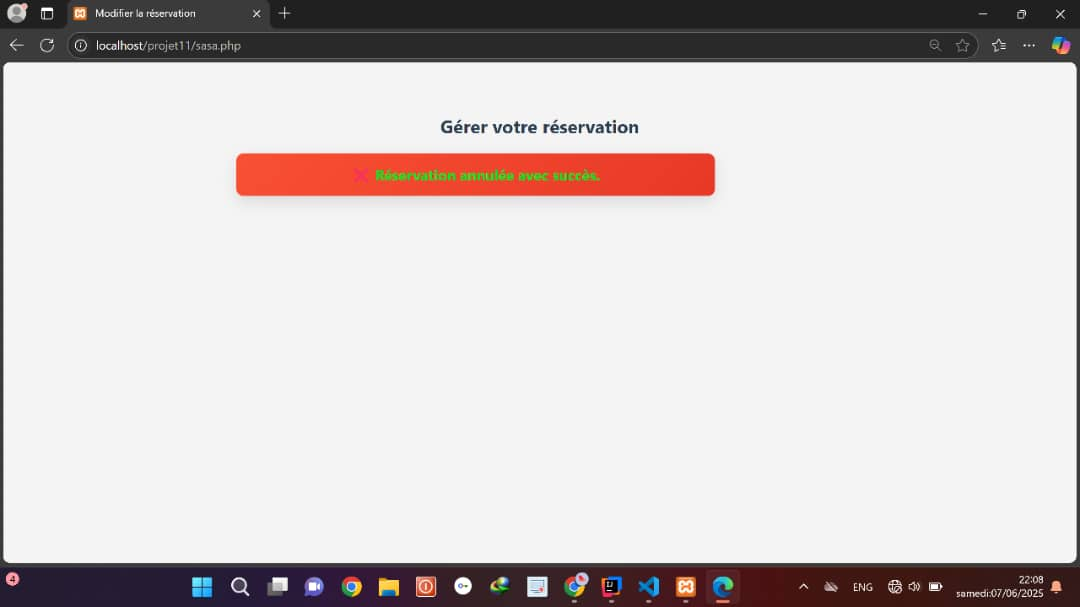 Modifier la réservation
localhost/projet11/sasa.php
Gérer votre réservation
❌ Réservation annulée avec succès.
4
ENG
22:08
samedi:07/06/2025